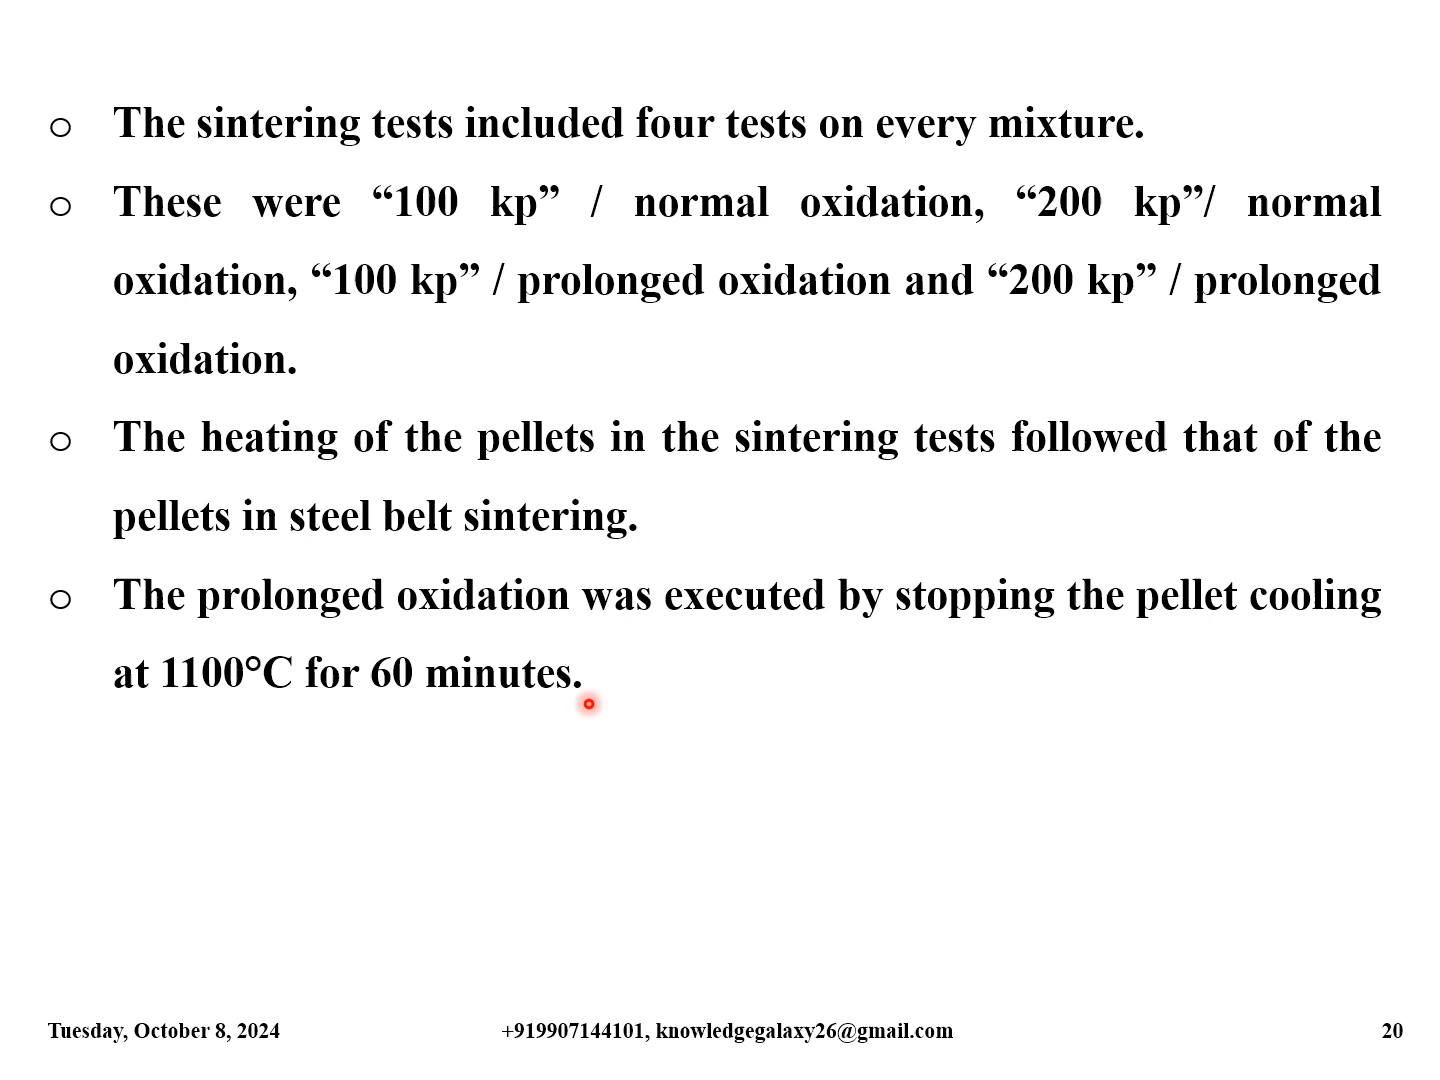 ○ The sintering tests included four tests on every mixture.
○ These were “100 kp” / normal oxidation, “200 kp”/ normal
oxidation, “100 kp” / prolonged oxidation and “200 kp” / prolonged
oxidation.
○ The heating of the pellets in the sintering tests followed that of the
pellets in steel belt sintering.
○ The prolonged oxidation was executed by stopping the pellet cooling
at 1100°C for 60 minutes.
Tuesday, October 8, 2024
+919907144101, knowledgegalaxy26@gmail.com
20